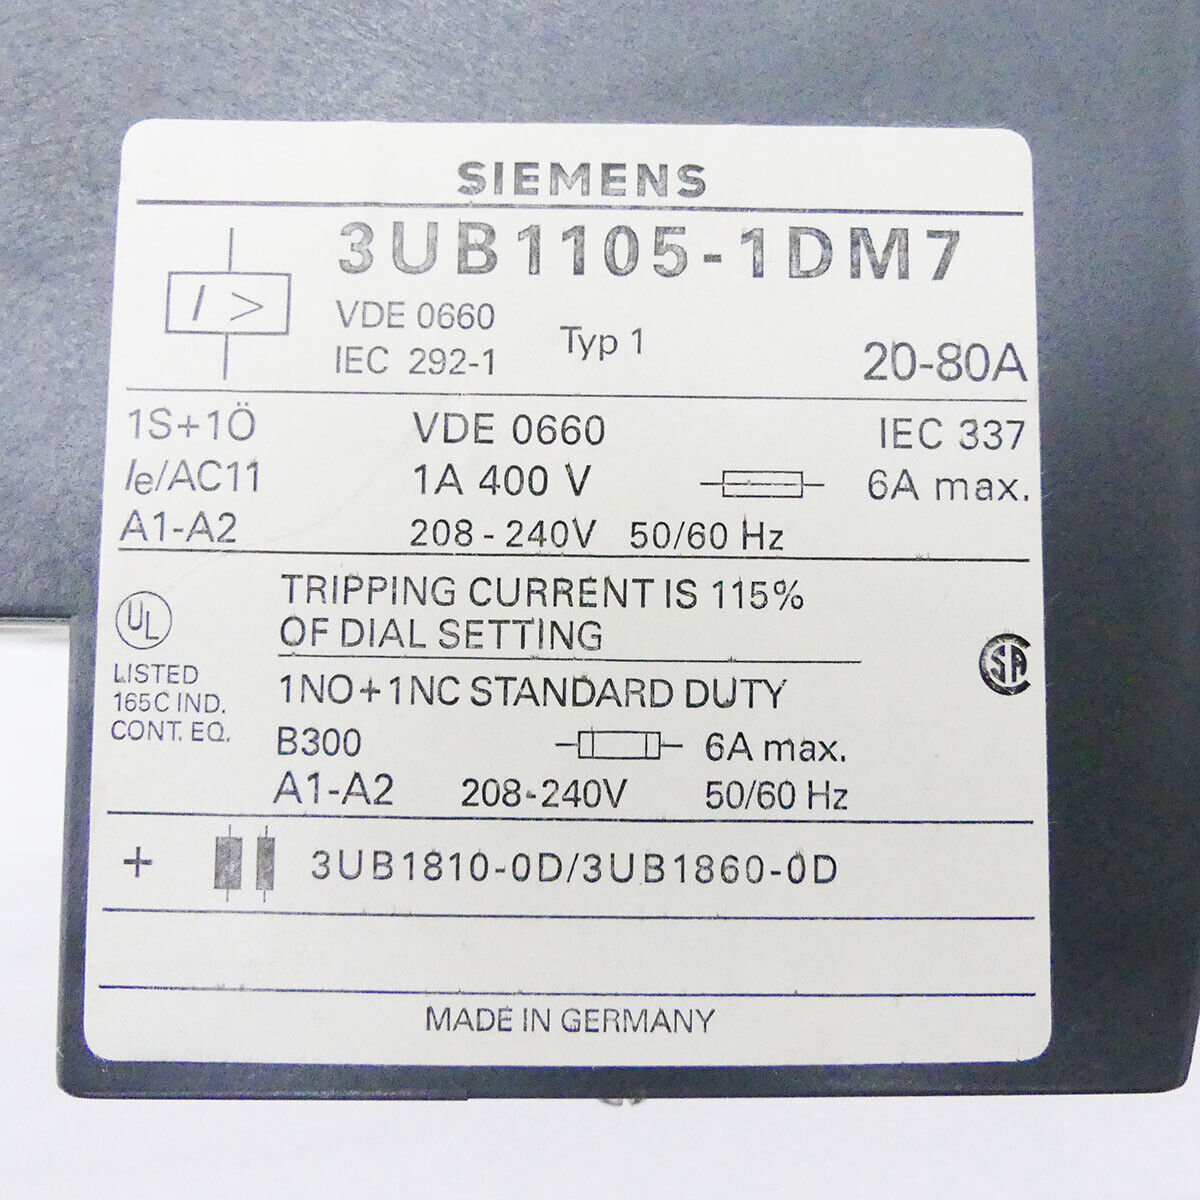 SIEMENS
3UB1105-1DM7
I >
VDE 0660
IEC 292-1
Typ 1
20-80A
1S+1Ö VDE 0660 IEC 337
Ie/AC11 1A 400 V 6A max.
A1-A2 208-240V 50/60 Hz
TRIPPING CURRENT IS 115%
OF DIAL SETTING
UL
LISTED
165C IND.
CONT. EQ.
SA
1NO+1NC STANDARD DUTY
B300 6A max.
A1-A2 208-240V 50/60 Hz
+ 3UB1810-0D/3UB1860-0D
MADE IN GERMANY